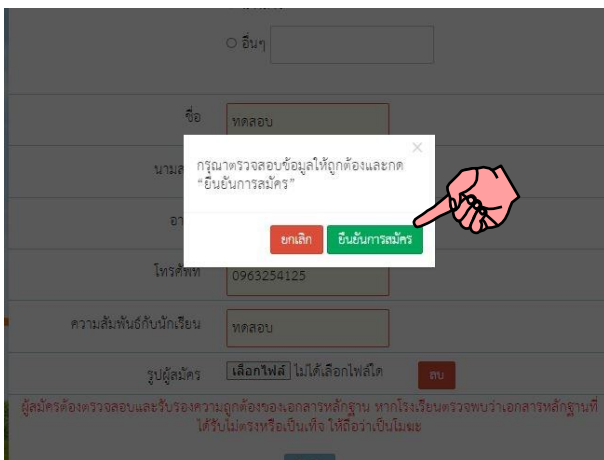 อื่นๆ
ชื่อ ทดสอบ
กรุณาตรวจสอบข้อมูลให้ถูกต้องและกด
"ยืนยันการสมัคร"
ยกเลิก ยืนยันการสมัคร
โทรศัพท์ 0963254125
ความสัมพันธ์กับนักเรียน ทดสอบ
รูปผู้สมัคร เลือกไฟล์ ไม่ได้เลือกไฟล์ใด ลบ
ผู้สมัครต้องตรวจสอบและรับรองความถูกต้องของเอกสารหลักฐาน หากโรงเรียนตรวจพบว่าเอกสารหลักฐานที่
ได้รับไม่ตรงหรือเป็นเท็จ ให้ถือว่าเป็นโมฆะ